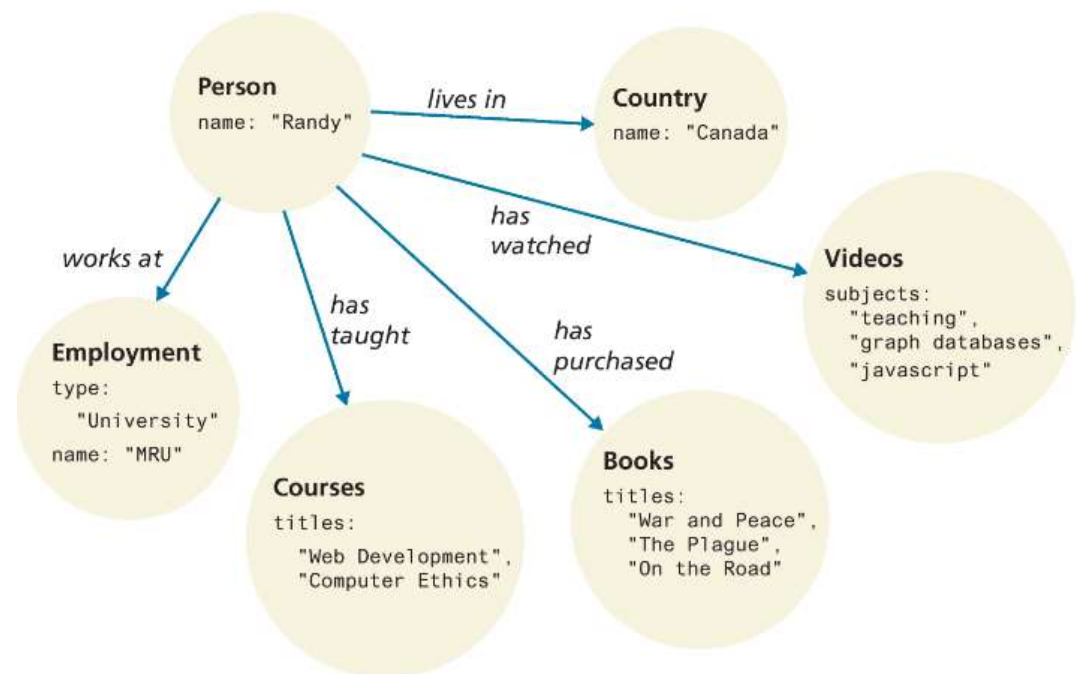 Person
name: "Randy"
lives in
Country
name: "Canada"
has
watched
Videos
subjects:
"teaching",
"graph databases",
"javascript"
works at
Employment
type:
"University"
name: "MRU"
has
taught
Courses
titles:
"Web Development",
"Computer Ethics"
has
purchased
Books
titles:
"War and Peace",
"The Plague",
"On the Road"